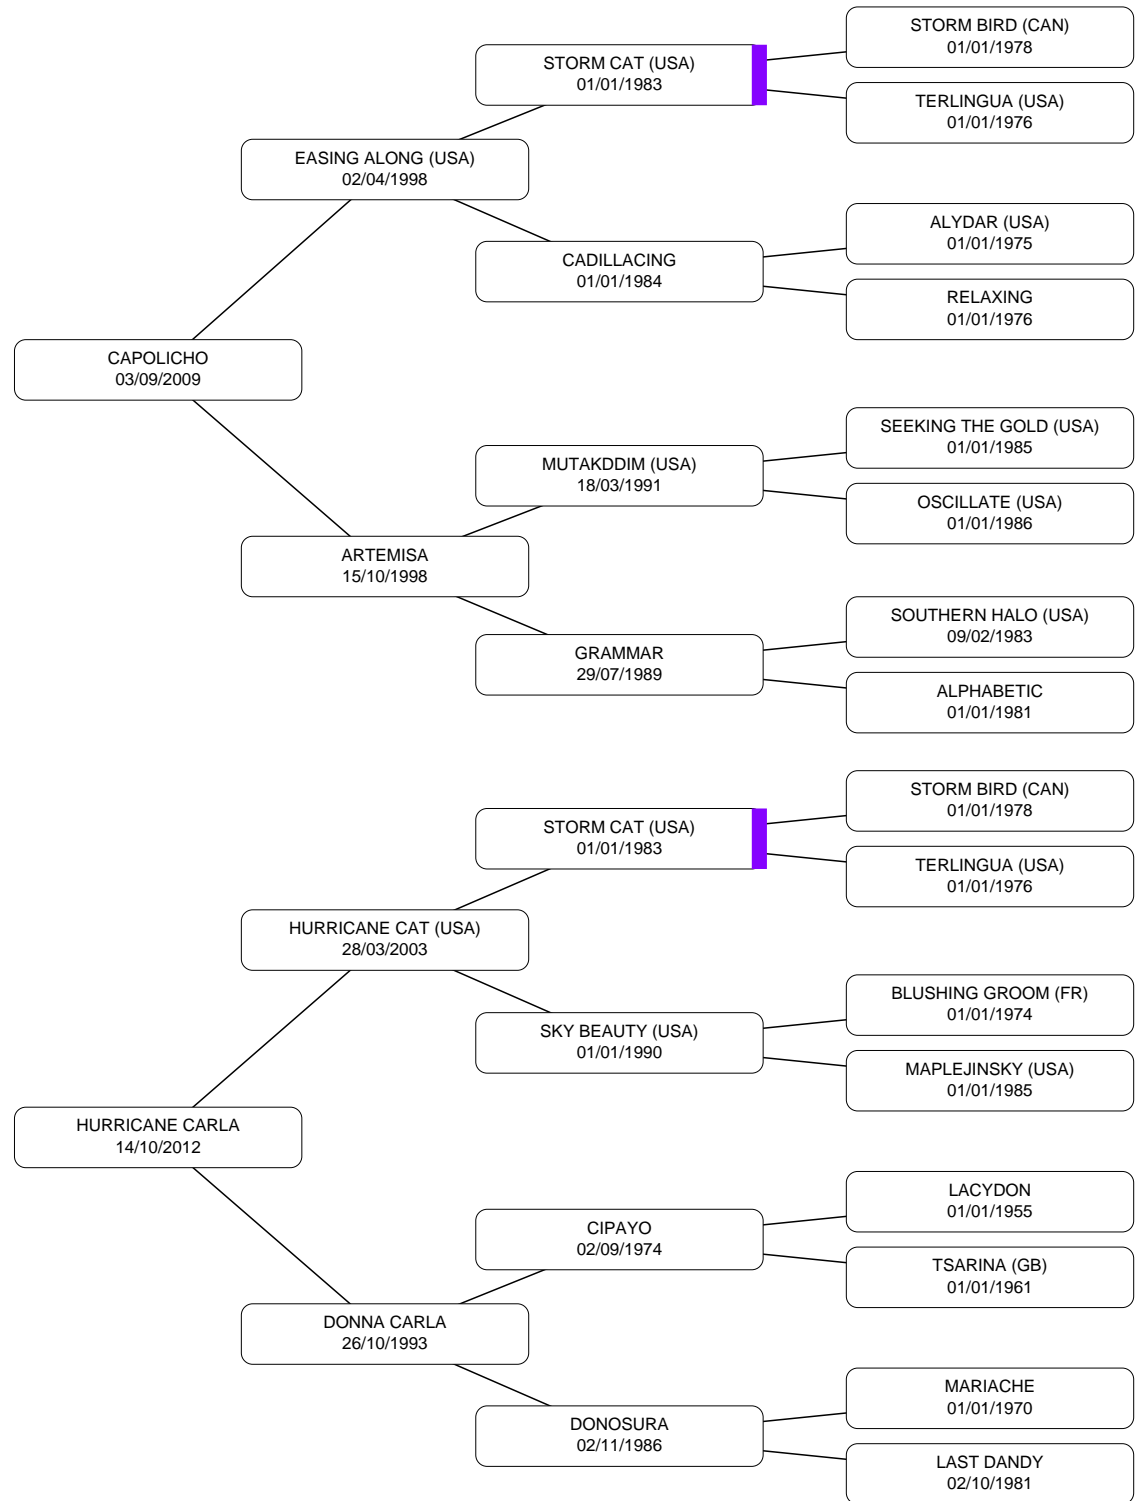 STORM BIRD (CAN)
01/01/1978
STORM CAT (USA)
01/01/1983
TERLINGUA (USA)
01/01/1976
EASING ALONG (USA)
02/04/1998
ALYDAR (USA)
01/01/1975
CADILLACING
01/01/1984
RELAXING
01/01/1976
CAPOLICHO
03/09/2009
SEEKING THE GOLD (USA)
01/01/1985
MUTAKDDIM (USA)
18/03/1991
OSCILLATE (USA)
01/01/1986
ARTEMISA
15/10/1998
SOUTHERN HALO (USA)
09/02/1983
GRAMMAR
29/07/1989
ALPHABETIC
01/01/1981
STORM BIRD (CAN)
01/01/1978
STORM CAT (USA)
01/01/1983
TERLINGUA (USA)
01/01/1976
HURRICANE CAT (USA)
28/03/2003
BLUSHING GROOM (FR)
01/01/1974
SKY BEAUTY (USA)
01/01/1990
MAPLEJINSKY (USA)
01/01/1985
HURRICANE CARLA
14/10/2012
LACYDON
01/01/1955
CIPAYO
02/09/1974
TSARINA (GB)
01/01/1961
DONNA CARLA
26/10/1993
MARIACHE
01/01/1970
DONOSURA
02/11/1986
LAST DANDY
02/10/1981